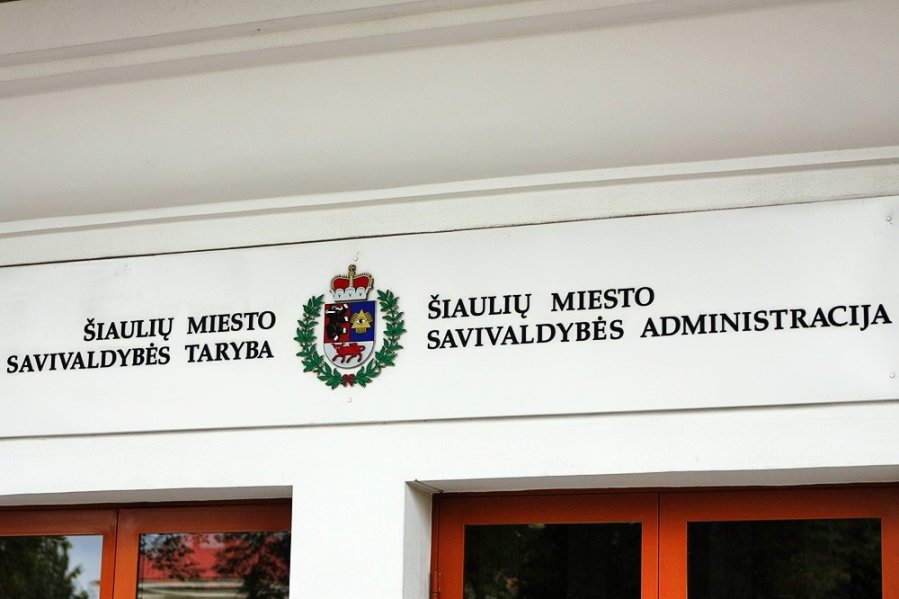 ŠIAULIŲ MIESTO
SAVIVALDYBĖS TARYBA
ŠIAULIŲ MIESTO
SAVIVALDYBĖS ADMINISTRACIJA